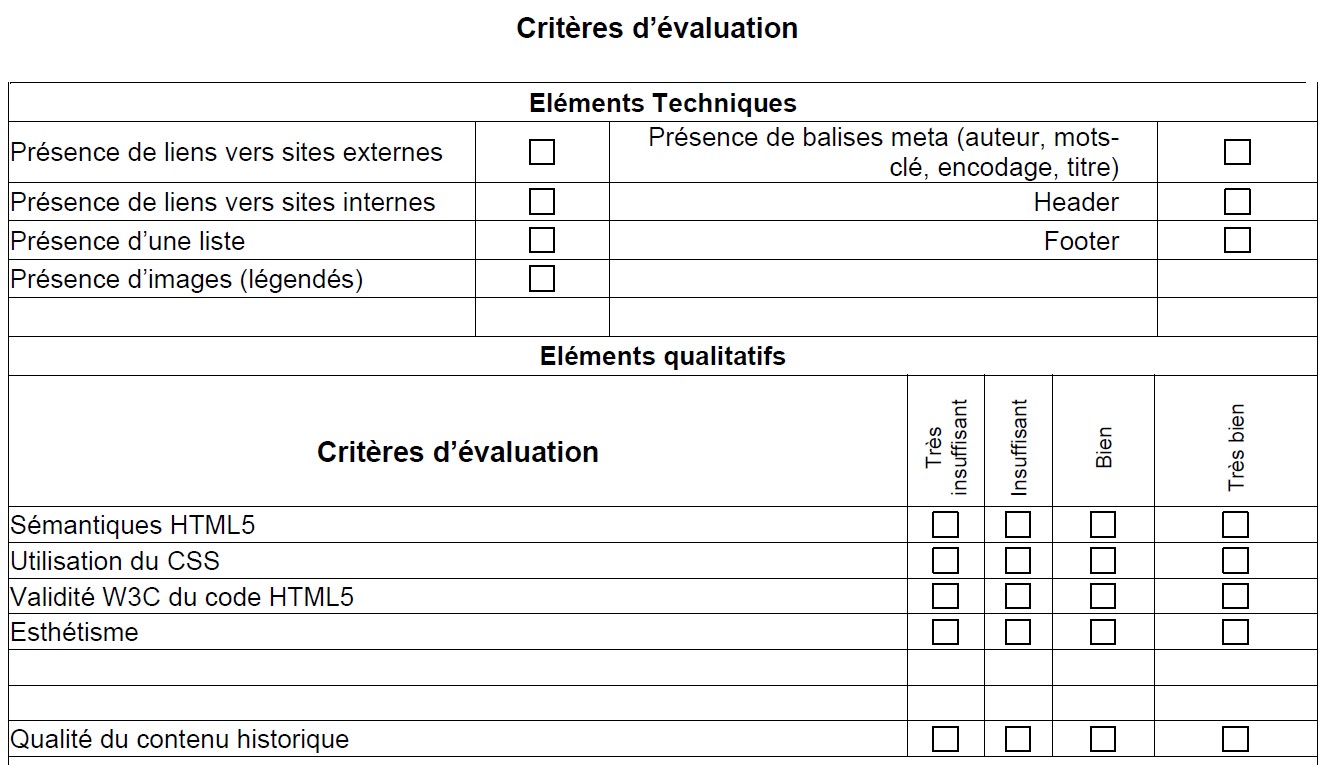 Critères d’évaluation
Eléments Techniques
Présence de liens vers sites externes
Présence de balises meta (auteur, mots-
clé, encodage, titre)
Présence de liens vers sites internes
Header
Présence d’une liste
Footer
Présence d’images (légendés)
Eléments qualitatifs
Critères d’évaluation
Très
insuffisant
Insuffisant
Bien
Très bien
Sémantiques HTML5
Utilisation du CSS
Validité W3C du code HTML5
Esthétisme
Qualité du contenu historique